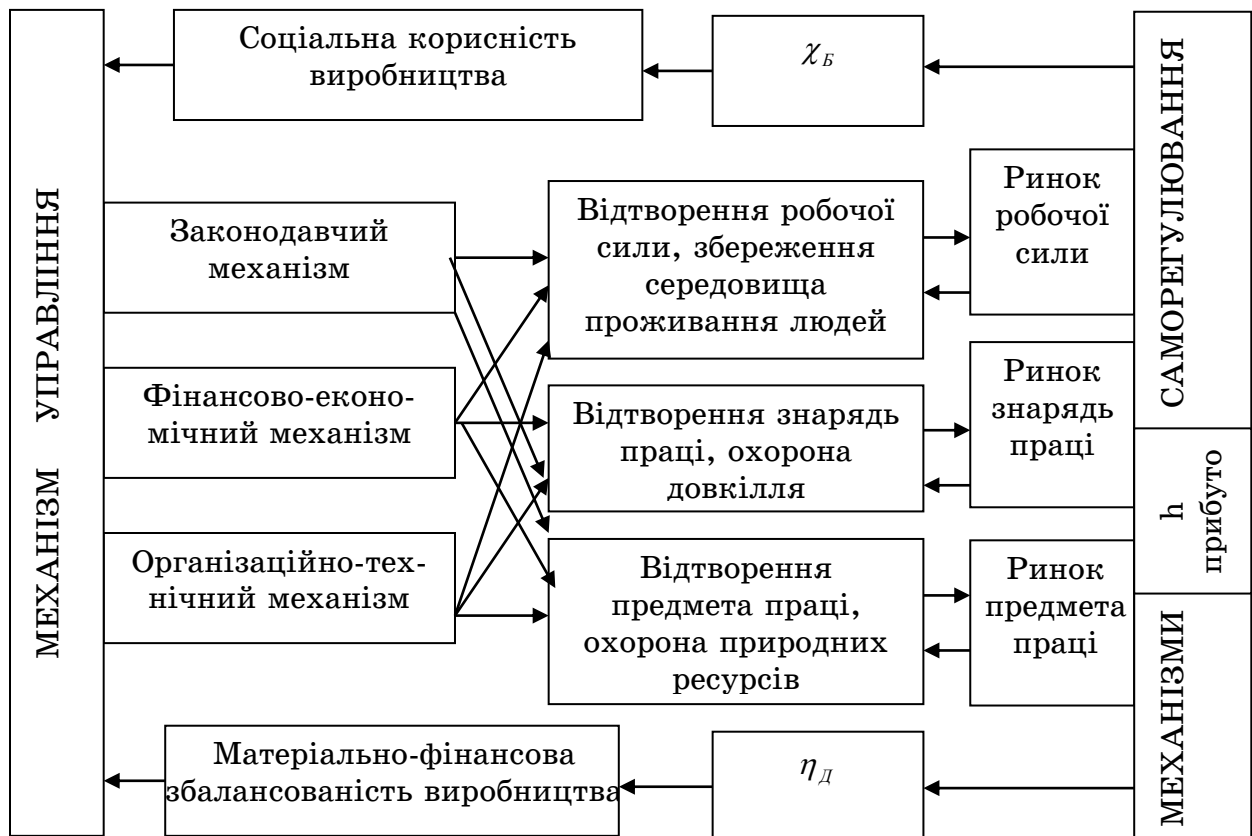 Соціальна корисність
виробництва
χ_Б
МЕХАНІЗМ УПРАВЛІННЯ
Законодавчий
механізм
Фінансово-еконо-
мічний механізм
Організаційно-тех-
нічний механізм
Відтворення робочої
сили, збереження
середовища
проживання людей
Відтворення знарядь
праці, охорона
довкілля
Відтворення
предмета праці,
охорона природних
ресурсів
Ринок
робочої
сили
Ринок
знарядь
праці
Ринок
предмета
праці
САМОРЕГУЛЮВАННЯ
h
прибуто
МЕХАНІЗМИ
Матеріально-фінансова
збалансованість виробництва
η_Д